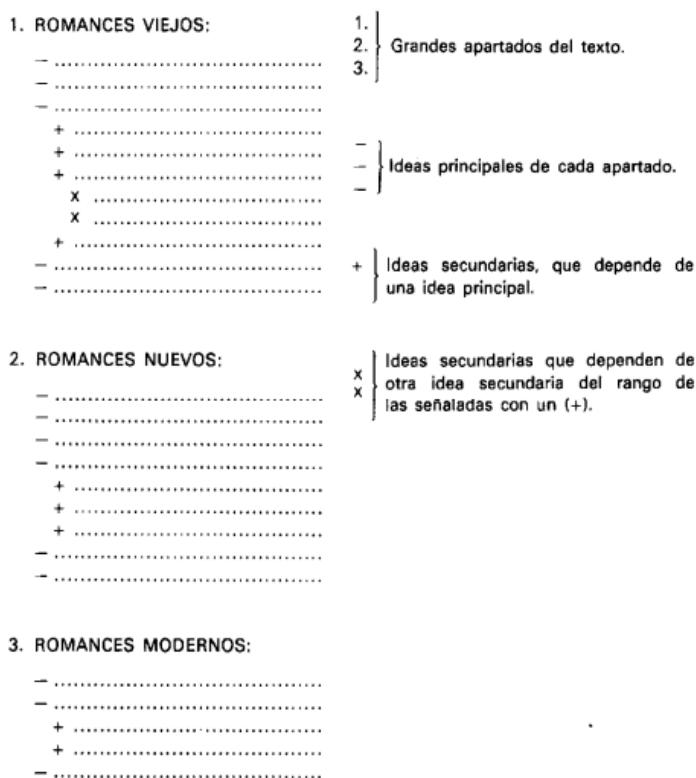 1. ROMANCES VIEJOS:
– ........................................
– ........................................
– ........................................
+ .....................................
+ .....................................
+ .....................................
x ..................................
x ..................................
+ .....................................
– ........................................
– ........................................
2. ROMANCES NUEVOS:
– ........................................
– ........................................
– ........................................
– ........................................
+ .....................................
+ .....................................
+ .....................................
– ........................................
– ........................................
3. ROMANCES MODERNOS:
– ........................................
– ........................................
+ .....................................
+ .....................................
– ........................................
1.
2. Grandes apartados del texto.
3.
–
– Ideas principales de cada apartado.
–
+ Ideas secundarias, que depende de
una idea principal.
Ideas secundarias que dependen de
x
x otra idea secundaria del rango de
las señaladas con un (+).